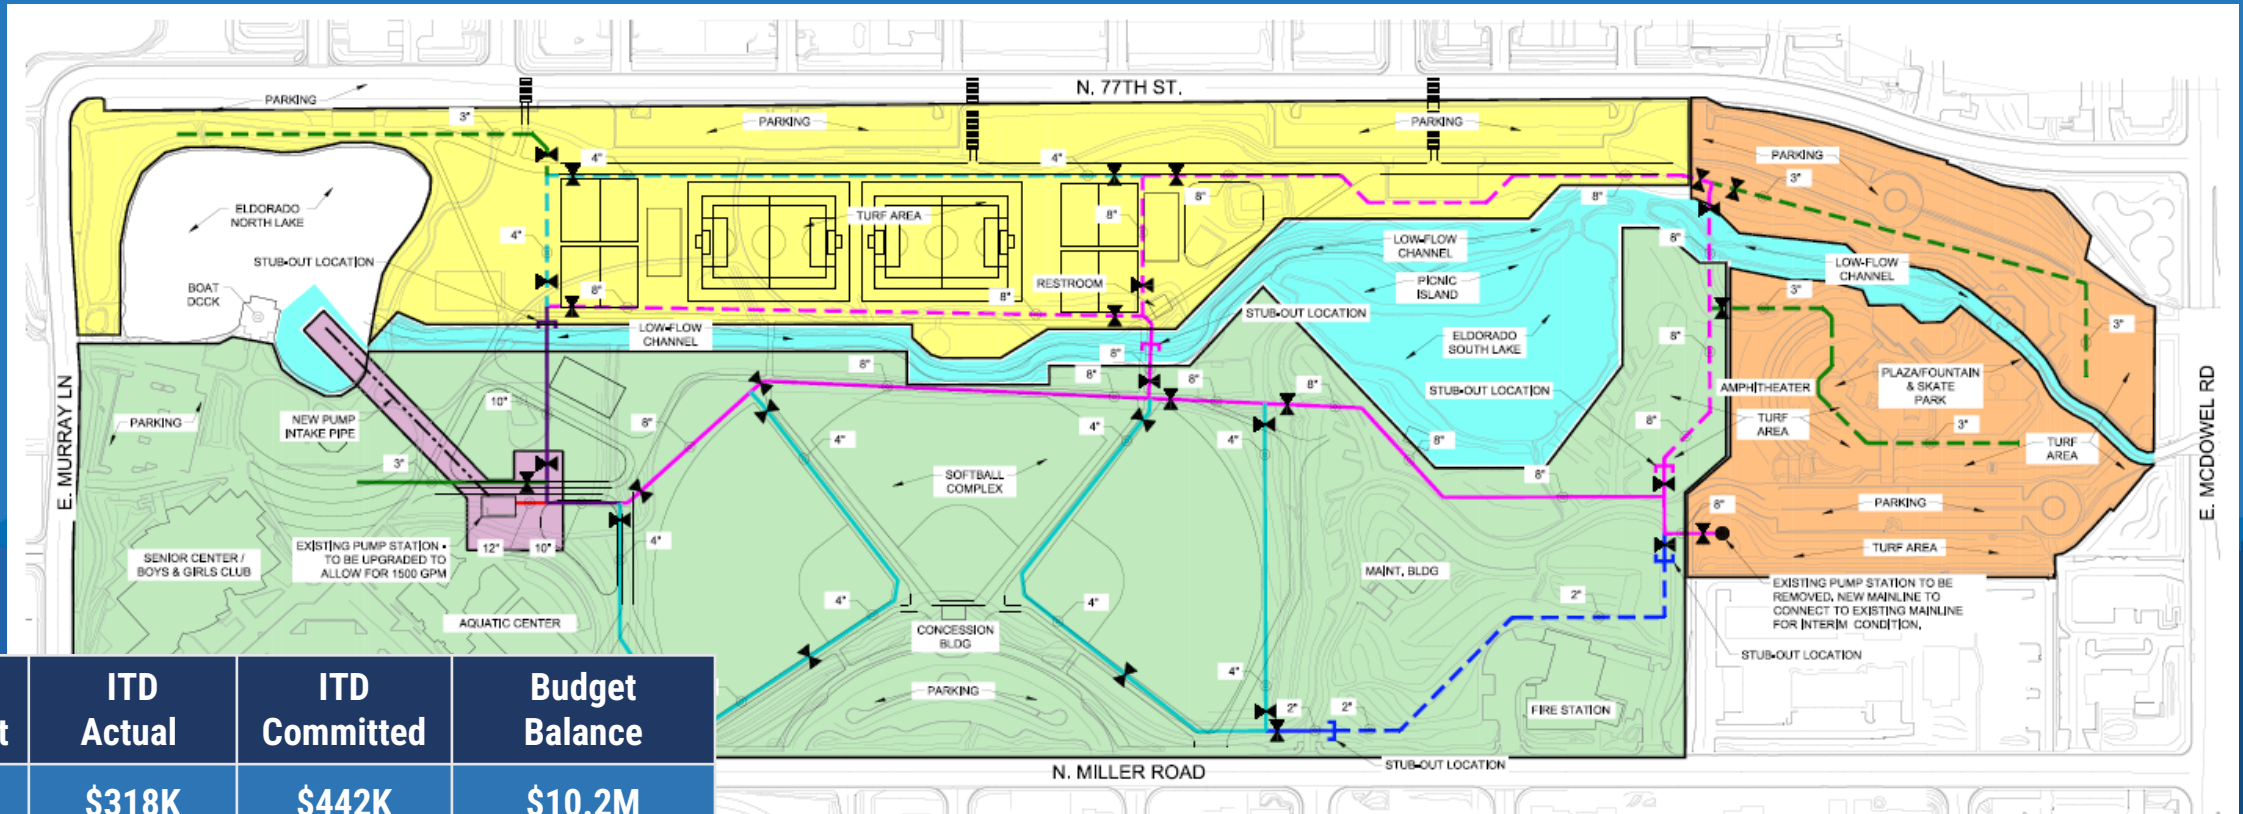 N. 77TH ST.
PARKING
3"
PARKING
PARKING
4"
4"
PARKING
3"
8"
8"
ELDORADO
NORTH LAKE
TURF AREA
8"
4"
8"
LOW-FLOW
CHANNEL
STUB-OUT LOCATION
LOW-FLOW
CHANNEL
BOAT
DOCK
8"
8"
RESTROOM
PICNIC
ISLAND
3"
STUB-OUT LOCATION
3"
LOW-FLOW
CHANNEL
8"
8"
ELDORADO
SOUTH LAKE
8"
8"
8"
8"
PLAZA/FOUNTAIN
& SKATE
PARK
AMPHITHEATER
STUB-OUT LOCATION
10"
E. MURRAY LN
E. MCDOWEL RD
PARKING
NEW PUMP
INTAKE PIPE
8"
4"
4"
4"
8"
8"
TURF
AREA
3"
TURF
AREA
3"
SOFTBALL
COMPLEX
8"
PARKING
8"
EXISTING PUMP STATION -
TO BE UPGRADED TO
ALLOW FOR 1500 GPM
12"
10"
4"
TURF AREA
SENIOR CENTER /
BOYS & GIRLS CLUB
MAINT. BLDG
EXISTING PUMP STATION TO BE
REMOVED. NEW MAINLINE TO
CONNECT TO EXISTING MAINLINE
FOR INTERIM CONDITION.
4"
4"
2"
AQUATIC CENTER
CONCESSION
BLDG
STUB-OUT LOCATION
4"
PARKING
2"
2"
FIRE STATION
STUB-OUT LOCATION
N. MILLER ROAD
t
ITD
Actual
ITD
Committed
Budget
Balance
$318K
$442K
$10.2M